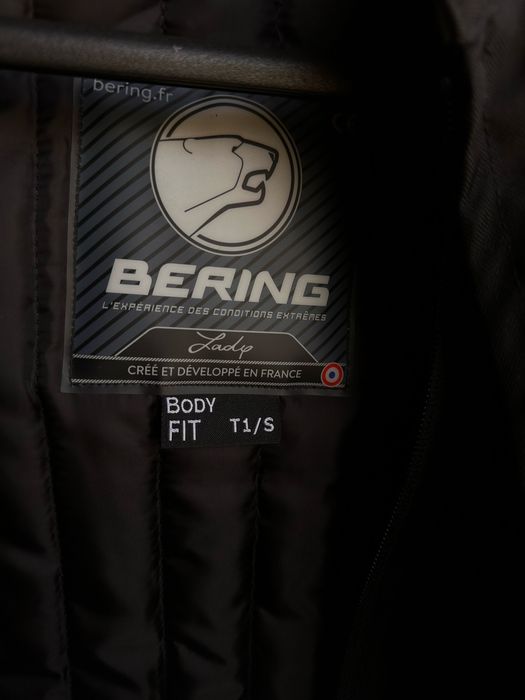 bering.fr
BERING
L'EXPÉRIENCE DES CONDITIONS EXTRÊMES
Lady
CRÉÉ ET DÉVELOPPÉ EN FRANCE
BODY
FIT T1/S